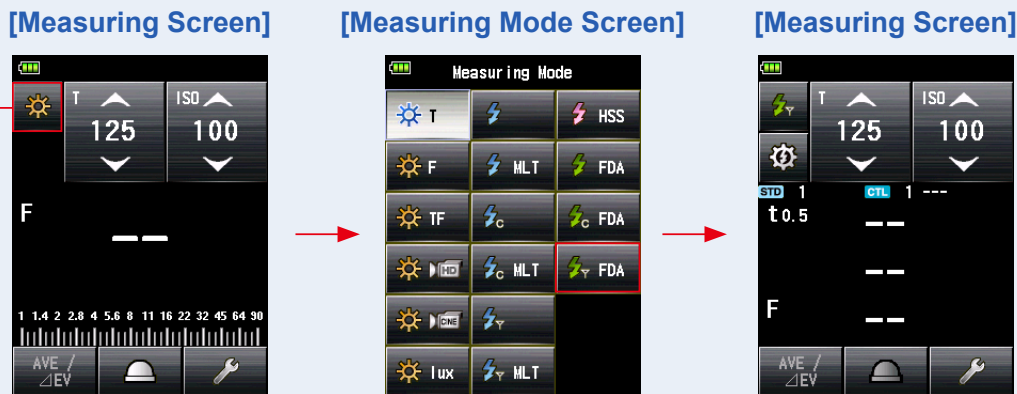 [Measuring Screen]
T
125
ISO
100
F
1 1.4 2 2.8 4 5.6 8 11 16 22 32 45 64 90
AVE /
⊿EV
[Measuring Mode Screen]
Measuring Mode
T
HSS
F
MLT
FDA
TF
C
C FDA
HD
C MLT
FDA
CINE
lux
MLT
[Measuring Screen]
T
125
ISO
100
STD 1
CTL 1 ---
t0.5
F
AVE /
⊿EV